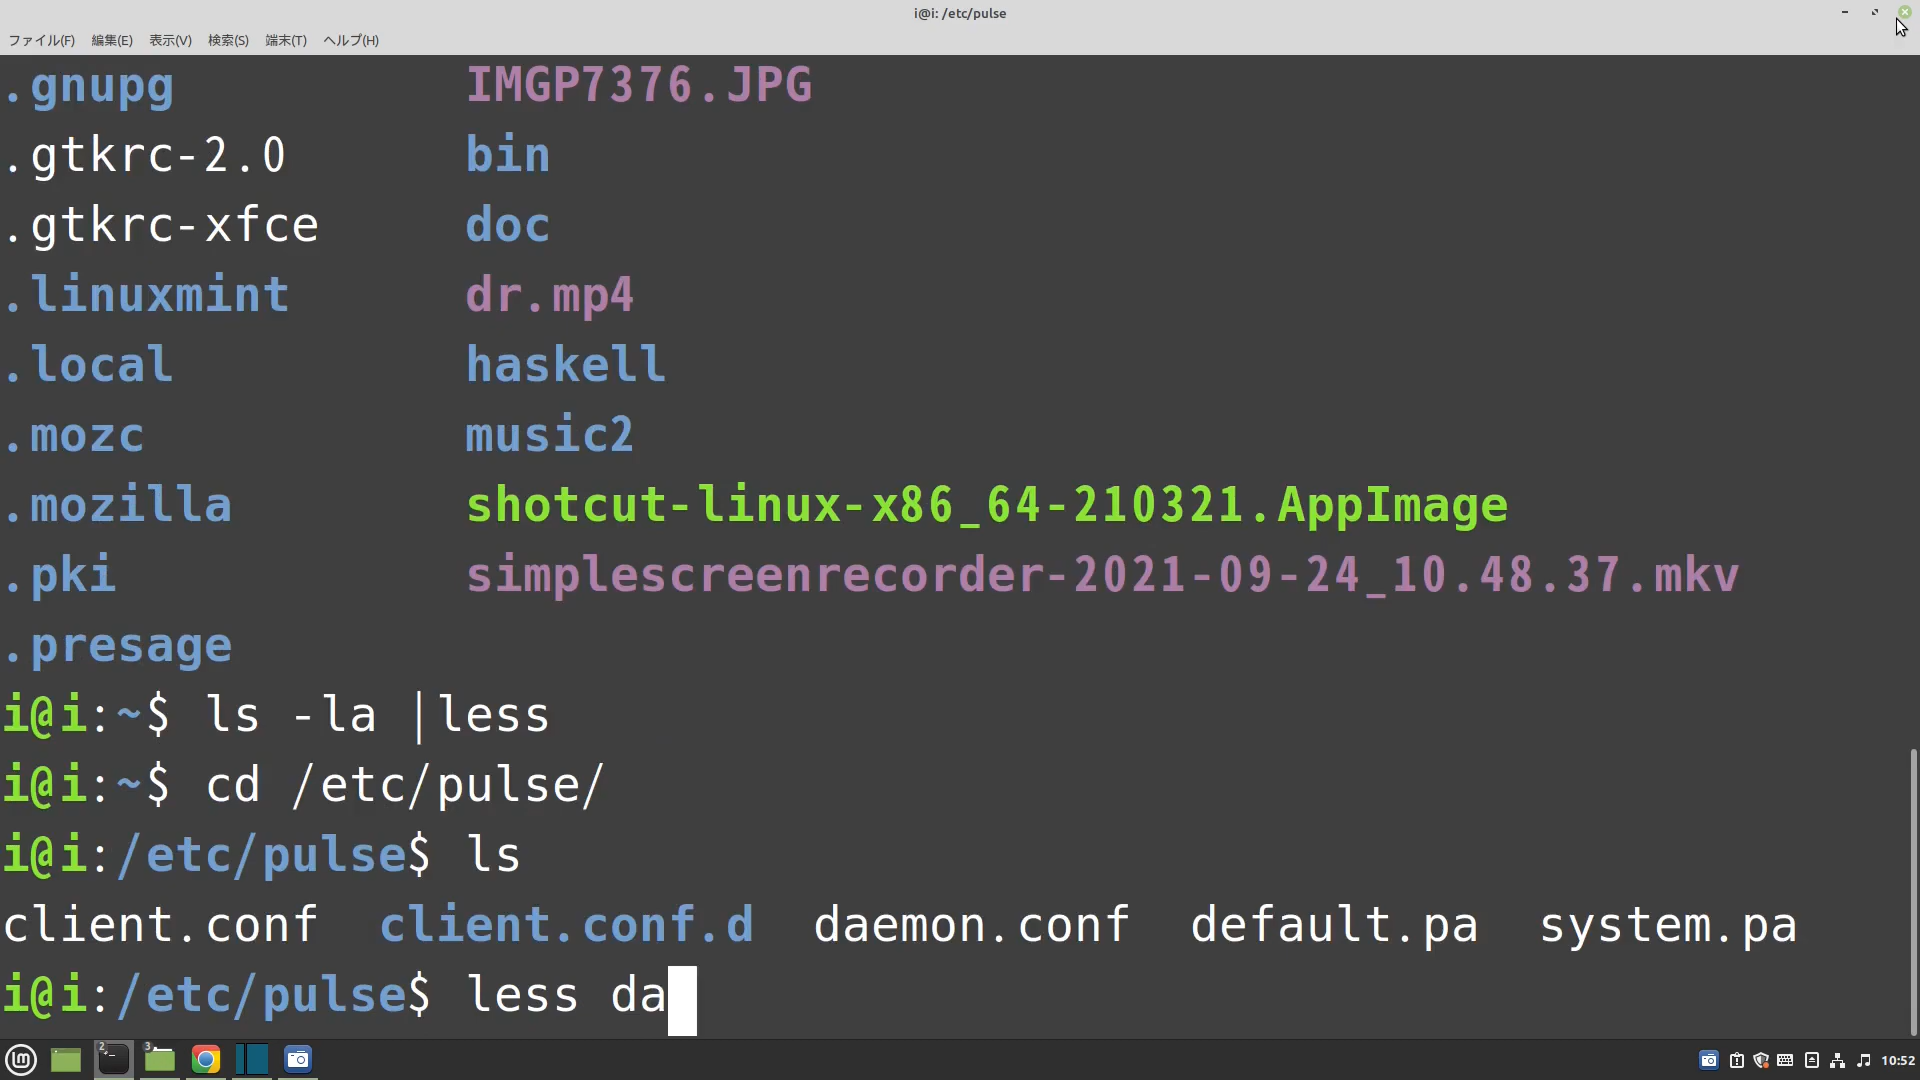 i@i: /etc/pulse
ファイル(F) 編集(E) 表示(V) 検索(S) 端末(T) ヘルプ(H)
.gnupg IMGP7376.JPG
.gtkrc-2.0 bin
.gtkrc-xfce doc
.linuxmint dr.mp4
.local haskell
.mozc music2
.mozilla shotcut-linux-x86_64-210321.AppImage
.pki simplescreenrecorder-2021-09-24_10.48.37.mkv
.presage
i@i:~$ ls -la |less
i@i:~$ cd /etc/pulse/
i@i:/etc/pulse$ ls
client.conf client.conf.d daemon.conf default.pa system.pa
i@i:/etc/pulse$ less da
2 3 10:52